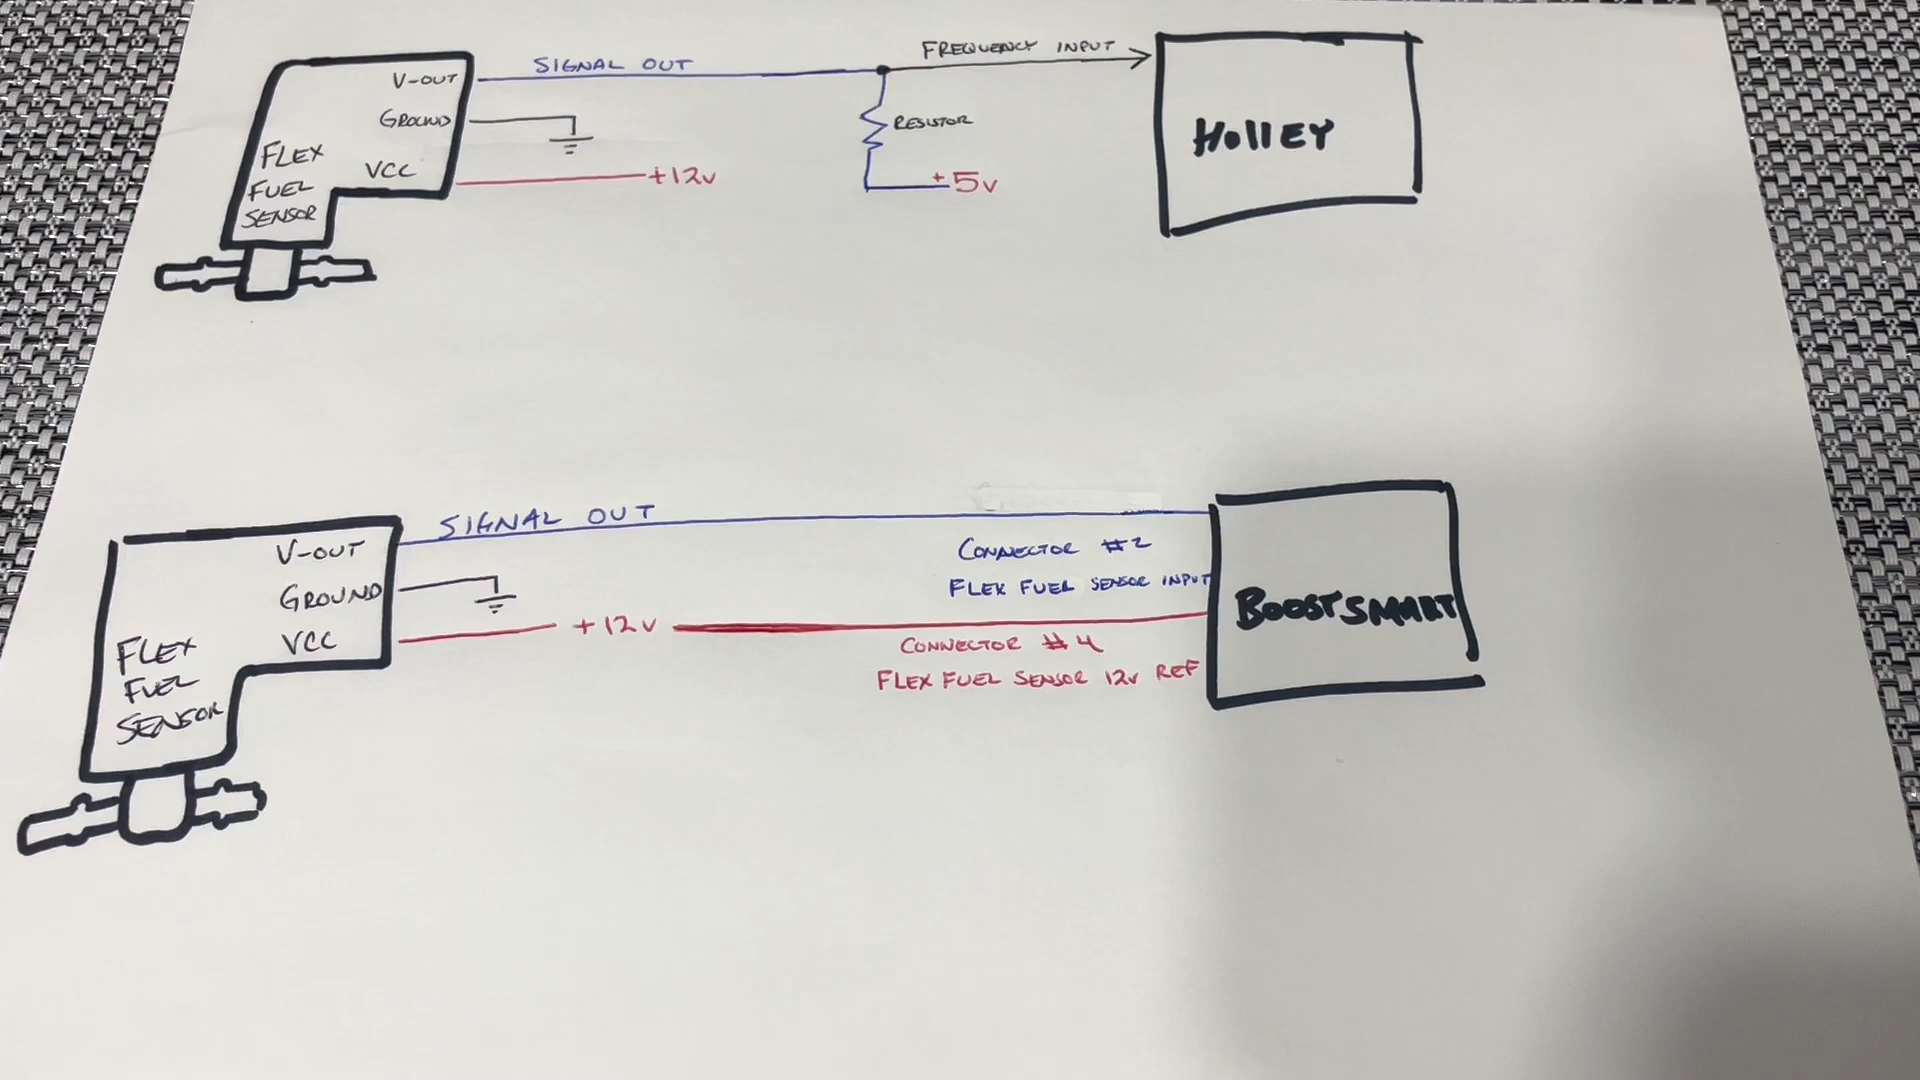 SIGNAL OUT
FREQUENCY INPUT
V-OUT
GROUND
VCC
FLEX
FUEL
SENSOR
+12V
RESISTOR
+5V
HOllEY
SIGNAL OUT
V-OUT
GROUND
VCC
FLEX
FUEL
SENSOR
+12V
CONNECTOR #2
FLEX FUEL SENSOR INPUT
CONNECTOR #4
FLEX FUEL SENSOR 12V REF
BOOSTSMART